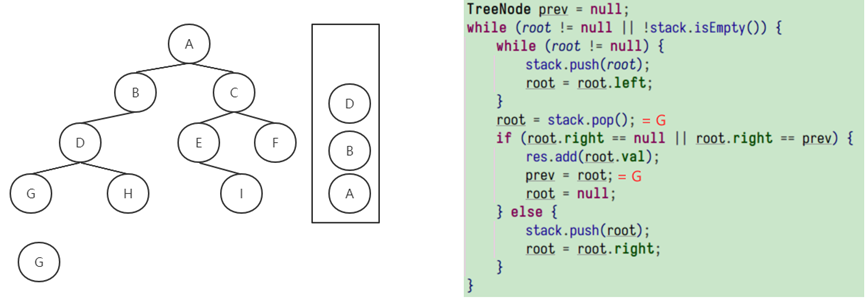 A
B
C
D
E
F
G
H
I
G
D
B
A
TreeNode prev = null;
while (root != null || !stack.isEmpty()) {
while (root != null) {
stack.push(root);
root = root.left;
}
root = stack.pop(); = G
if (root.right == null || root.right == prev) {
res.add(root.val);
prev = root; = G
root = null;
} else {
stack.push(root);
root = root.right;
}
}